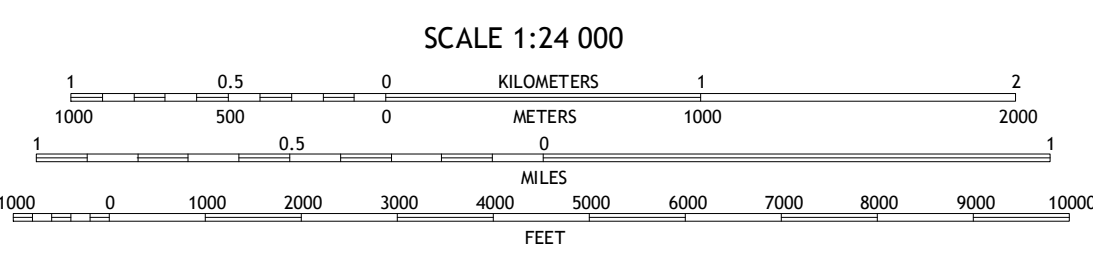 SCALE 1:24 000
1 0.5 0 KILOMETERS 1 2
1000 500 0 METERS 1000 2000
1 0.5 0 1
MILES
1000 0 1000 2000 3000 4000 5000 6000 7000 8000 9000 10000
FEET